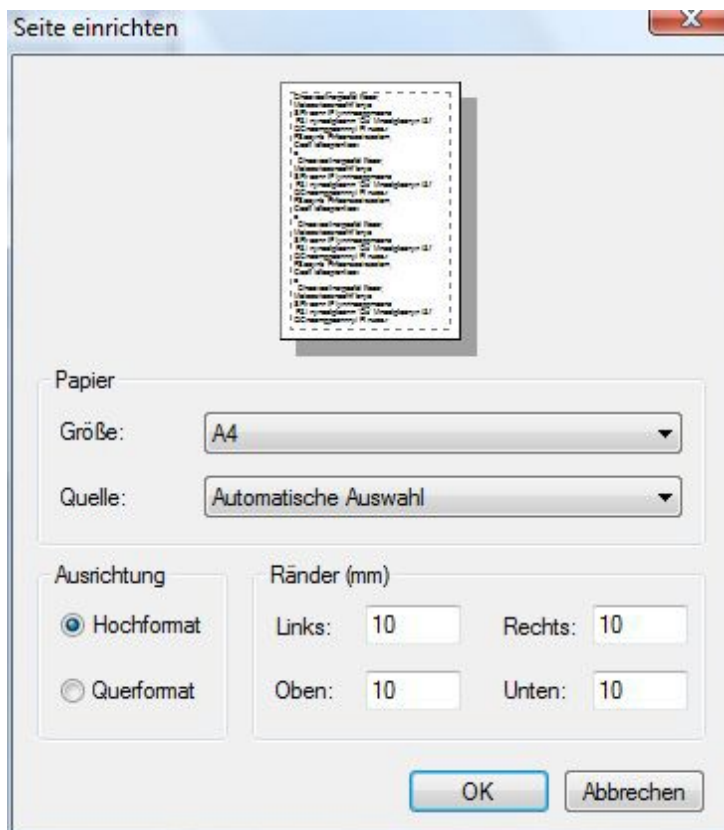 Seite einrichten
Papier
Größe:
A4
Quelle:
Automatische Auswahl
Ausrichtung
Ränder (mm)
Hochformat
Links:
10
Rechts:
10
Querformat
Oben:
10
Unten:
10
OK
Abbrechen